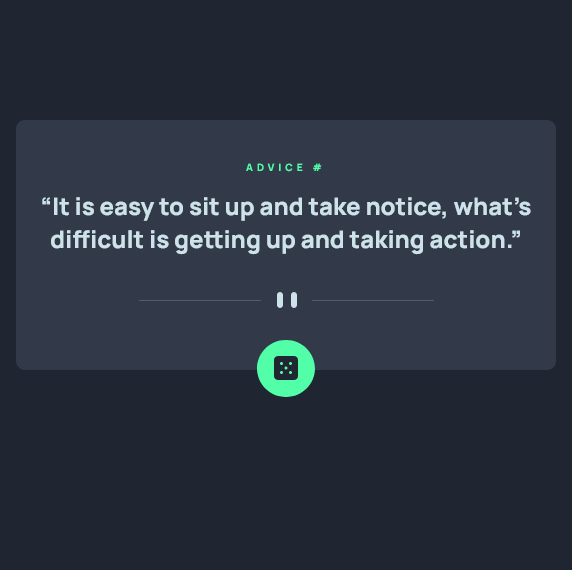 ADVICE #
“It is easy to sit up and take notice, what’s
difficult is getting up and taking action.”